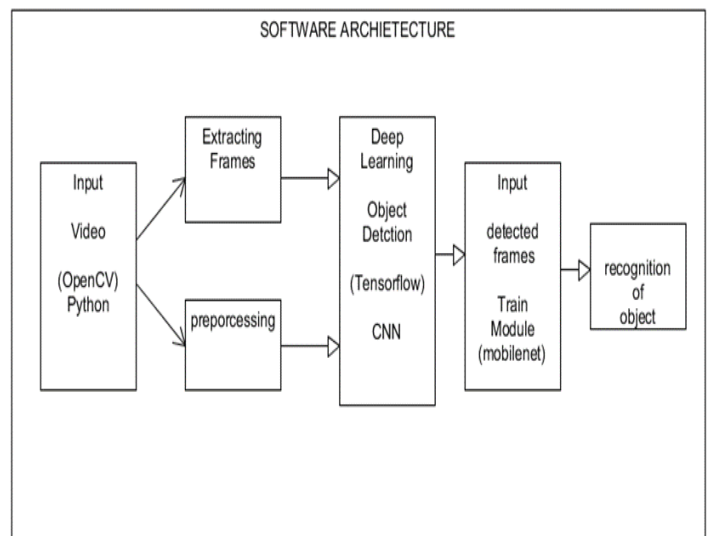 SOFTWARE ARCHIETECTURE
Input
Video
(OpenCV)
Python
Extracting
Frames
preporcessing
Deep
Learning
Object
Detction
(Tensorflow)
CNN
Input
detected
frames
Train
Module
(mobilenet)
recognition
of
object